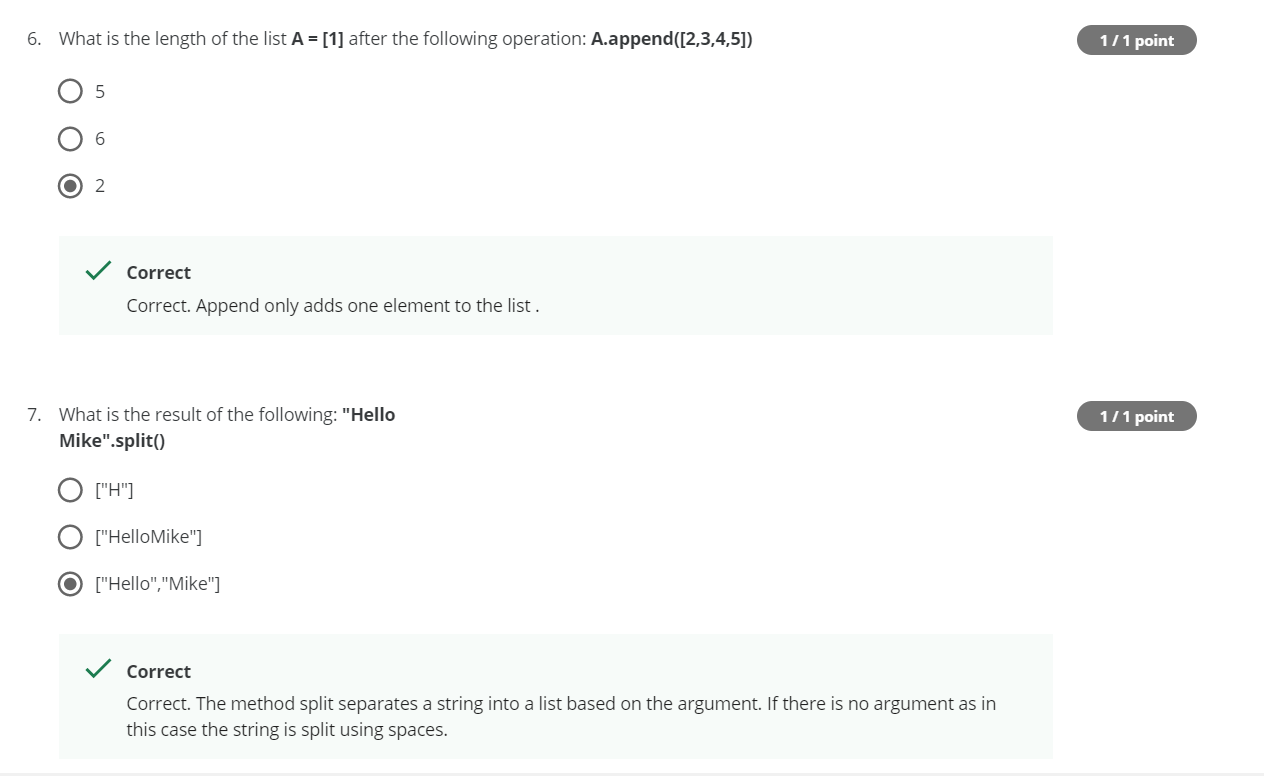 6. What is the length of the list A = [1] after the following operation: A.append([2,3,4,5])
1 / 1 point
5
6
2
Correct
Correct. Append only adds one element to the list .
7. What is the result of the following: "Hello
Mike".split()
1 / 1 point
["H"]
["HelloMike"]
["Hello","Mike"]
Correct
Correct. The method split separates a string into a list based on the argument. If there is no argument as in
this case the string is split using spaces.